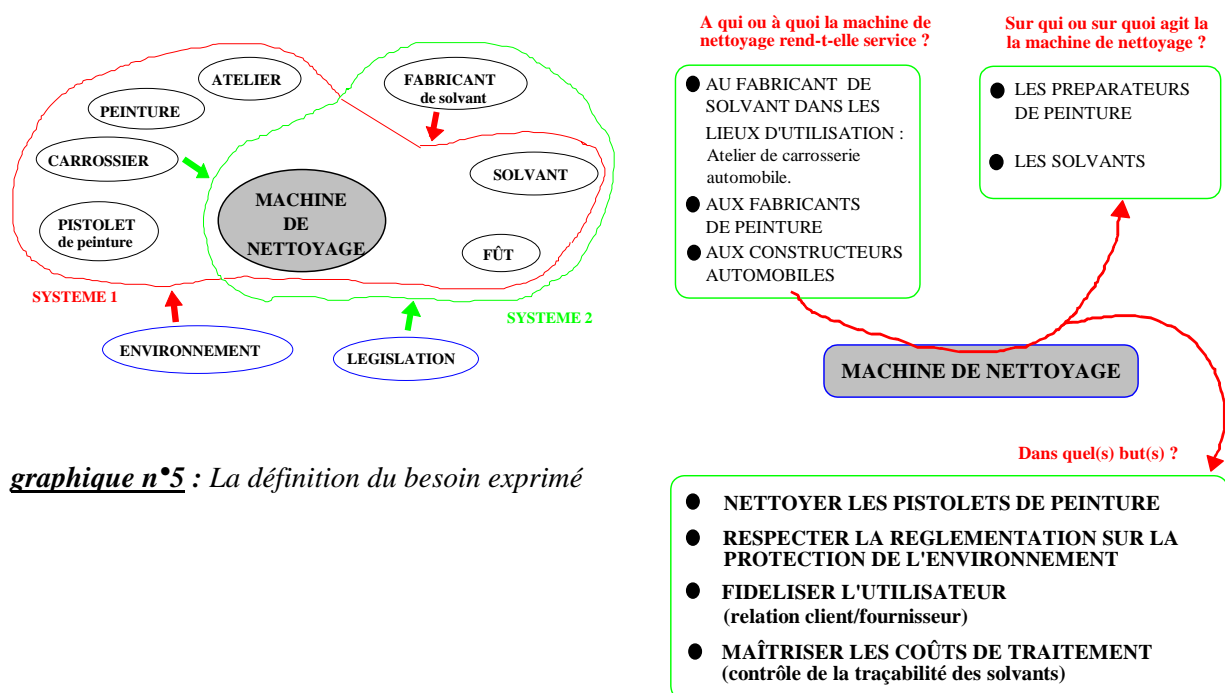 ATELIER
PEINTURE
CARROSSIER
PISTOLET
de peinture
FABRICANT
de solvant
SOLVANT
FÛT
MACHINE
DE
NETTOYAGE
SYSTEME 1
SYSTEME 2
ENVIRONNEMENT
LEGISLATION
graphique n°5 : La définition du besoin exprimé
A qui ou à quoi la machine de
nettoyage rend-t-elle service ?
AU FABRICANT DE
SOLVANT DANS LES
LIEUX D'UTILISATION :
Atelier de carrosserie
automobile.
AUX FABRICANTS
DE PEINTURE
AUX CONSTRUCTEURS
AUTOMOBILES
Sur qui ou sur quoi agit
la machine de nettoyage ?
LES PREPARATEURS
DE PEINTURE
LES SOLVANTS
MACHINE DE NETTOYAGE
Dans quel(s) but(s) ?
NETTOYER LES PISTOLETS DE PEINTURE
RESPECTER LA REGLEMENTATION SUR LA
PROTECTION DE L'ENVIRONNEMENT
FIDELISER L'UTILISATEUR
(relation client/fournisseur)
MAÎTRISER LES COÛTS DE TRAITEMENT
(contrôle de la traçabilité des solvants)